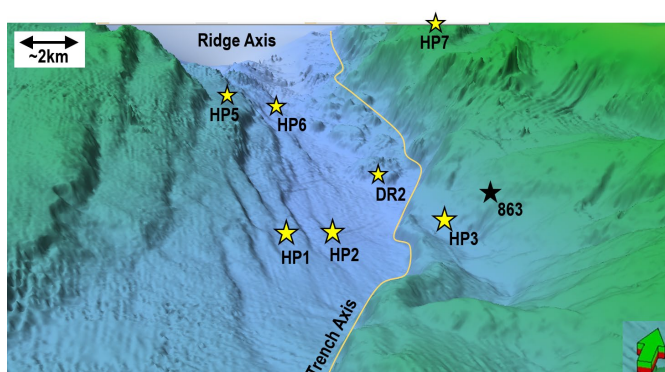 Ridge Axis
~2km
HP7
HP5
HP6
DR2
863
HP3
HP1
HP2
Trench Axis